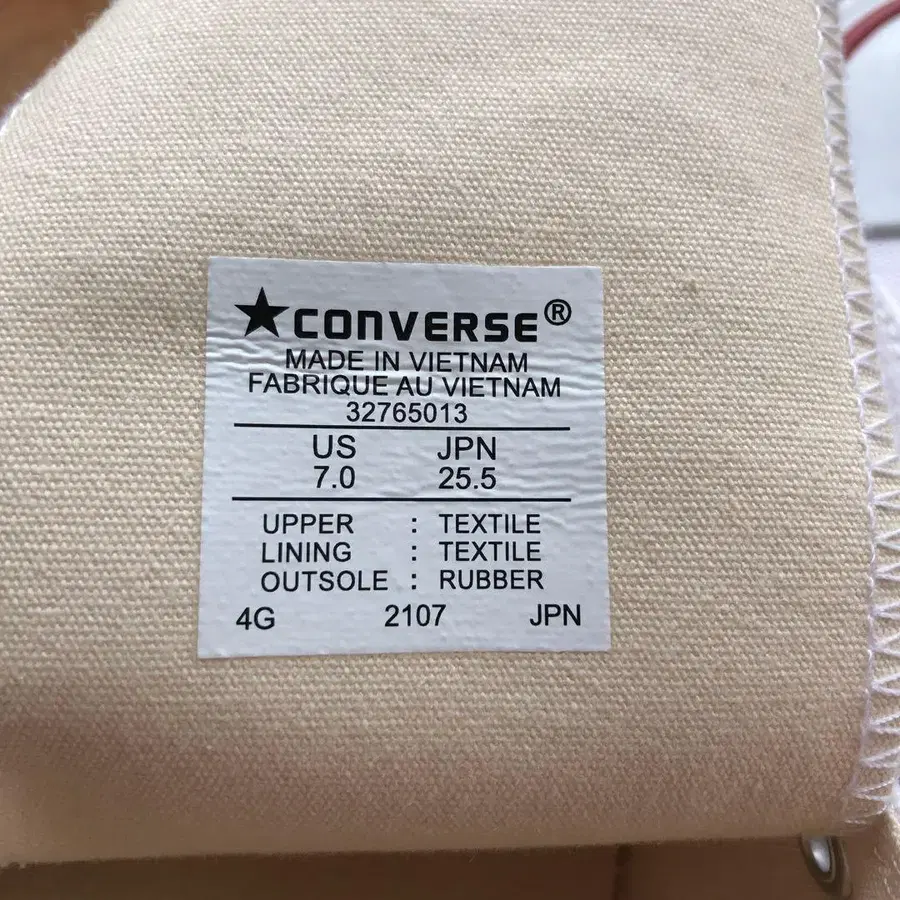 ★CONVERSE®
MADE IN VIETNAM
FABRIQUE AU VIETNAM
32765013
US JPN
7.0 25.5
UPPER : TEXTILE
LINING : TEXTILE
OUTSOLE : RUBBER
4G 2107 JPN